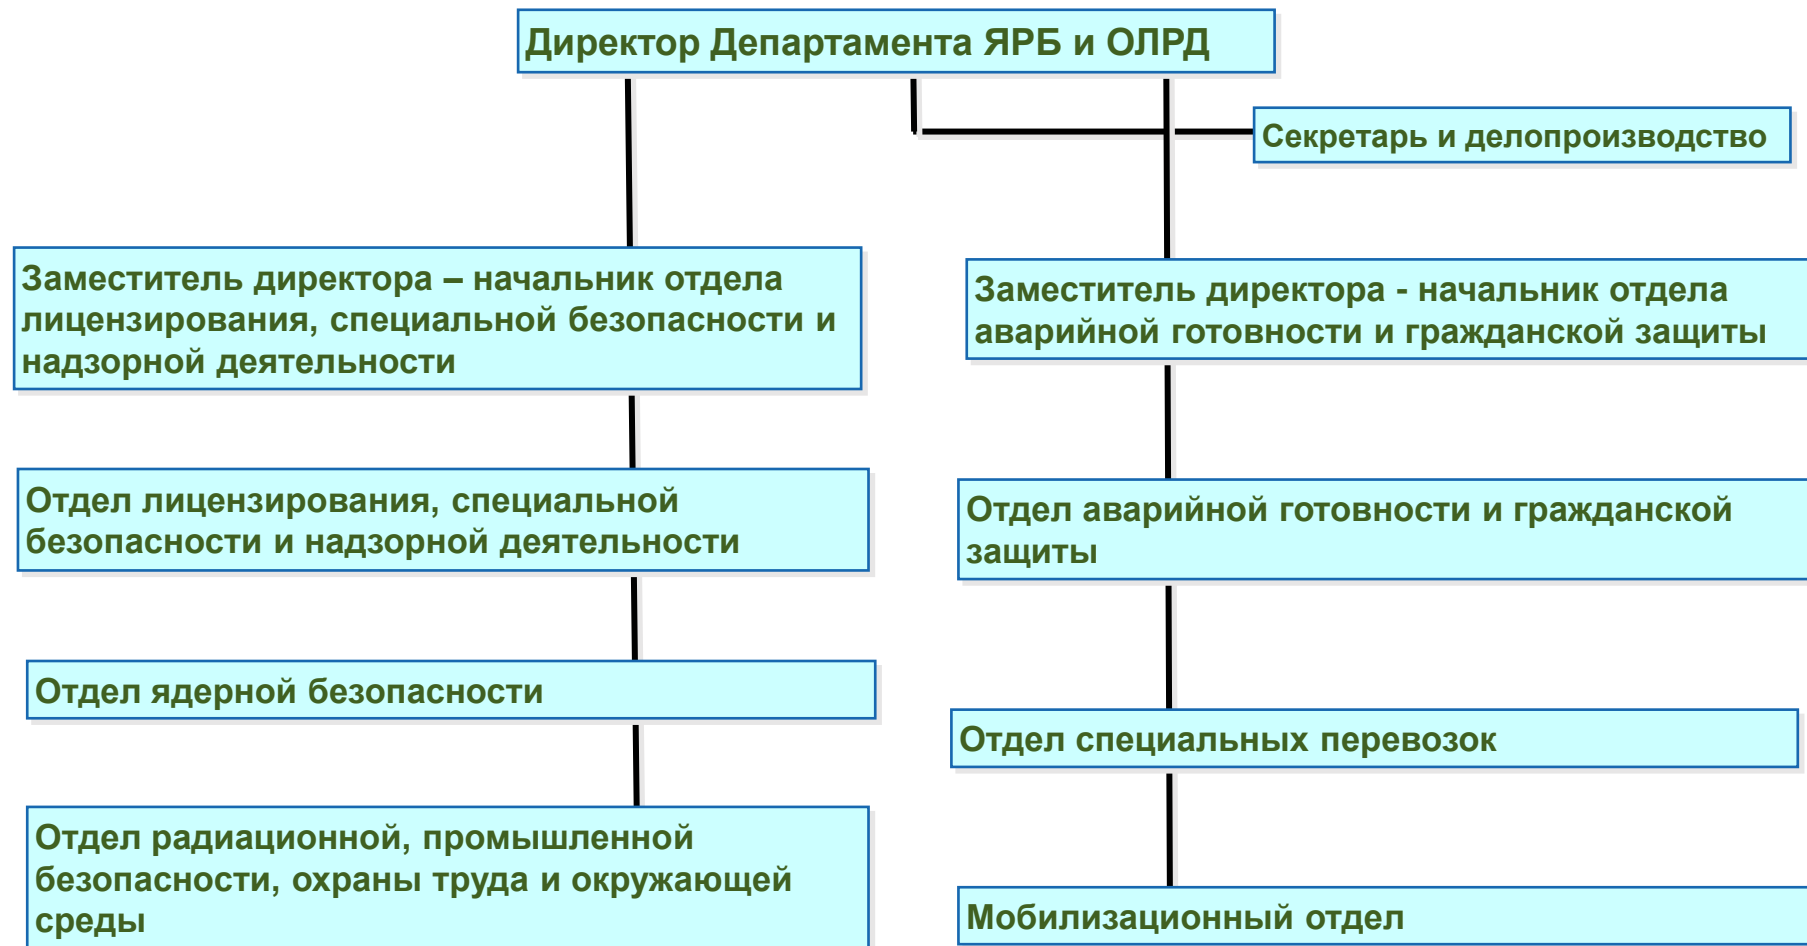 Директор Департамента ЯРБ и ОЛРД
Секретарь и делопроизводство
Заместитель директора – начальник отдела
лицензирования, специальной безопасности и
надзорной деятельности
Заместитель директора - начальник отдела
аварийной готовности и гражданской защиты
Отдел лицензирования, специальной
безопасности и надзорной деятельности
Отдел аварийной готовности и гражданской
защиты
Отдел ядерной безопасности
Отдел специальных перевозок
Отдел радиационной, промышленной
безопасности, охраны труда и окружающей
среды
Мобилизационный отдел